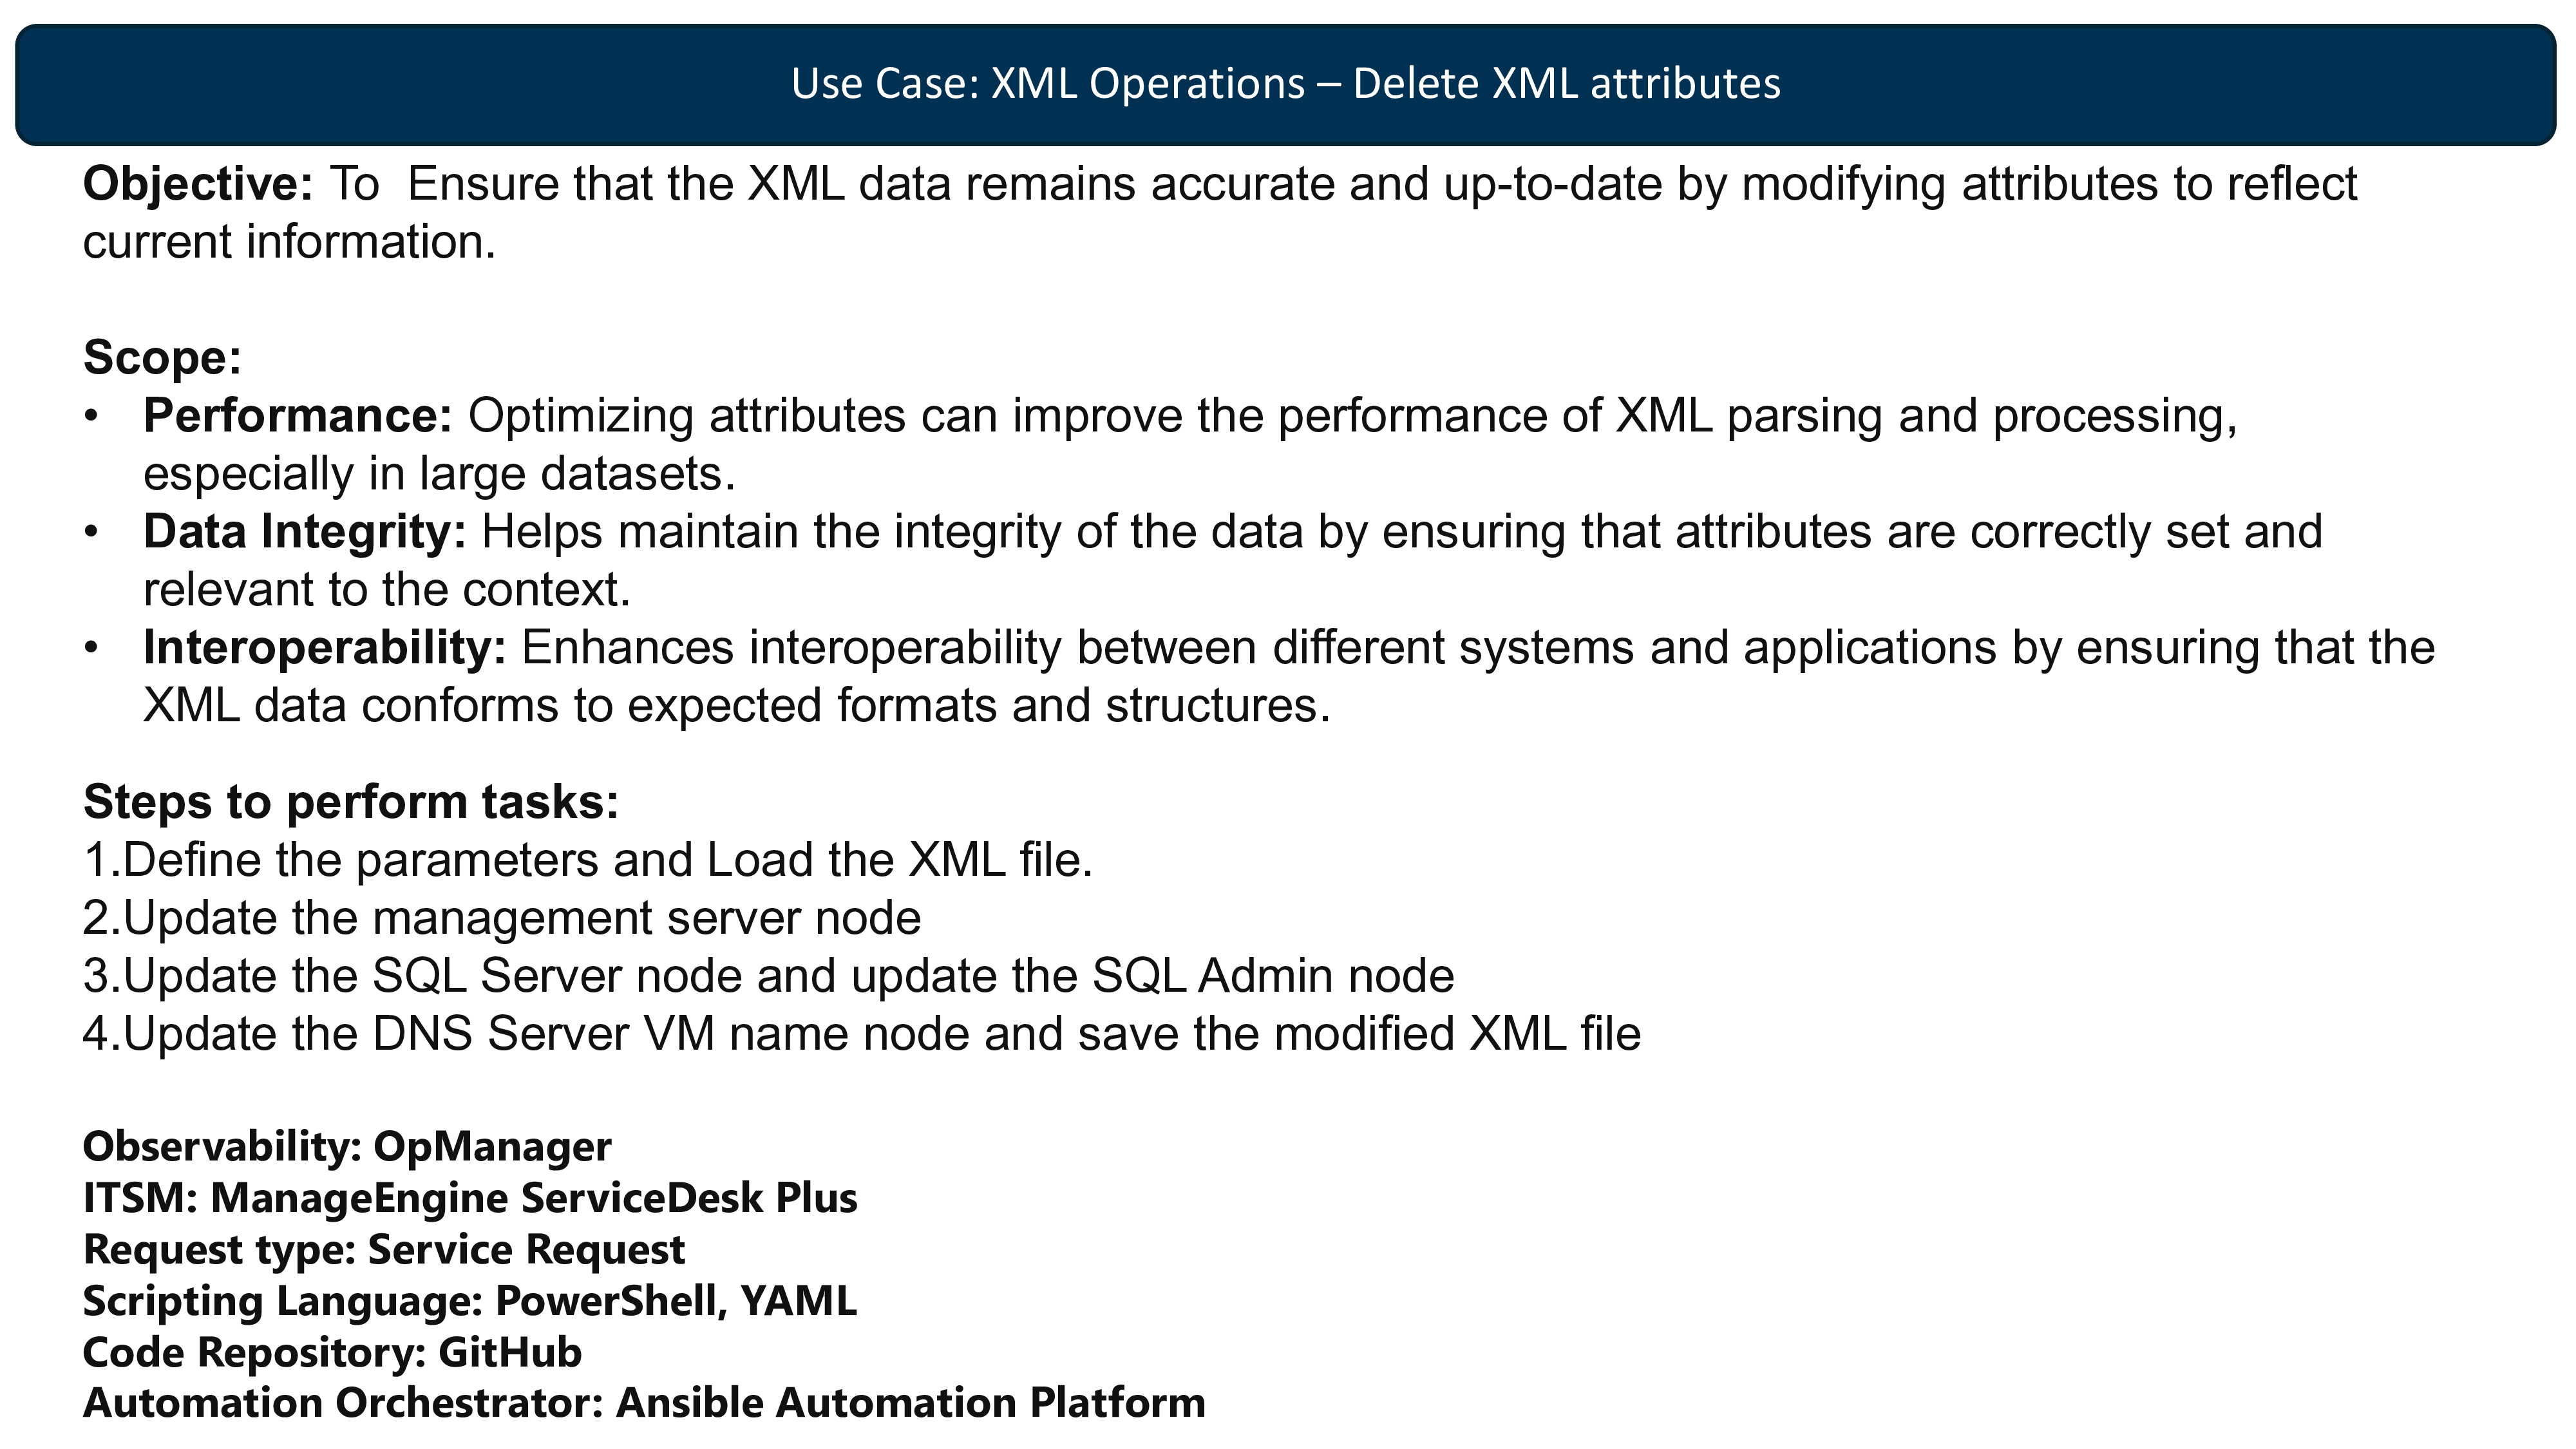 Use Case: XML Operations – Delete XML attributes
Objective: To  Ensure that the XML data remains accurate and up-to-date by modifying attributes to reflect
current information.
Scope:
• Performance: Optimizing attributes can improve the performance of XML parsing and processing,
especially in large datasets.
• Data Integrity: Helps maintain the integrity of the data by ensuring that attributes are correctly set and
relevant to the context.
• Interoperability: Enhances interoperability between different systems and applications by ensuring that the
XML data conforms to expected formats and structures.
Steps to perform tasks:
1.Define the parameters and Load the XML file.
2.Update the management server node
3.Update the SQL Server node and update the SQL Admin node
4.Update the DNS Server VM name node and save the modified XML file
Observability: OpManager
ITSM: ManageEngine ServiceDesk Plus
Request type: Service Request
Scripting Language: PowerShell, YAML
Code Repository: GitHub
Automation Orchestrator: Ansible Automation Platform